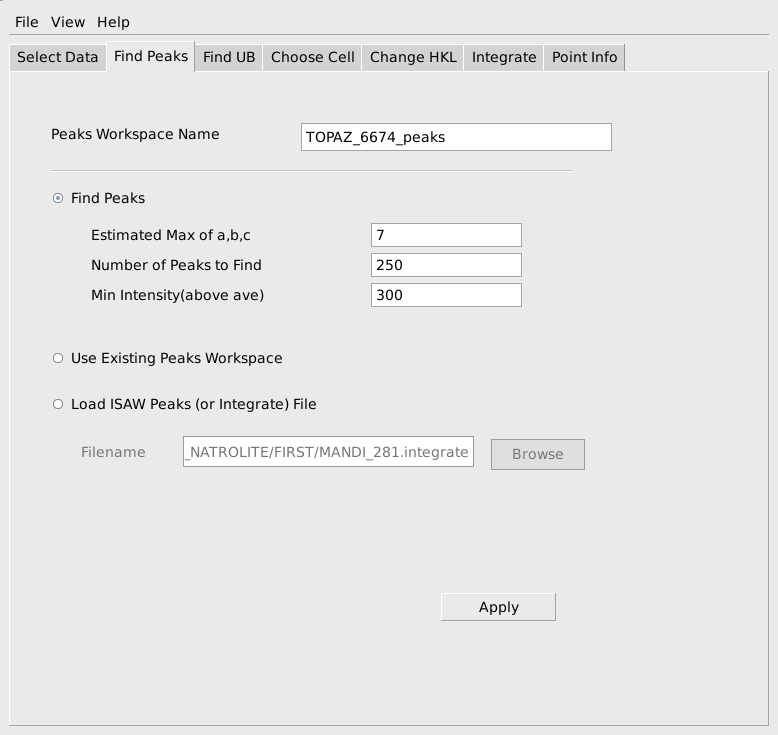 File View Help
Select Data Find Peaks Find UB Choose Cell Change HKL Integrate Point Info
Peaks Workspace Name TOPAZ_6674_peaks
Find Peaks
Estimated Max of a,b,c 7
Number of Peaks to Find 250
Min Intensity(above ave) 300
Use Existing Peaks Workspace
Load ISAW Peaks (or Integrate) File
Filename _NATROLITE/FIRST/MANDI_281.integrate Browse
Apply